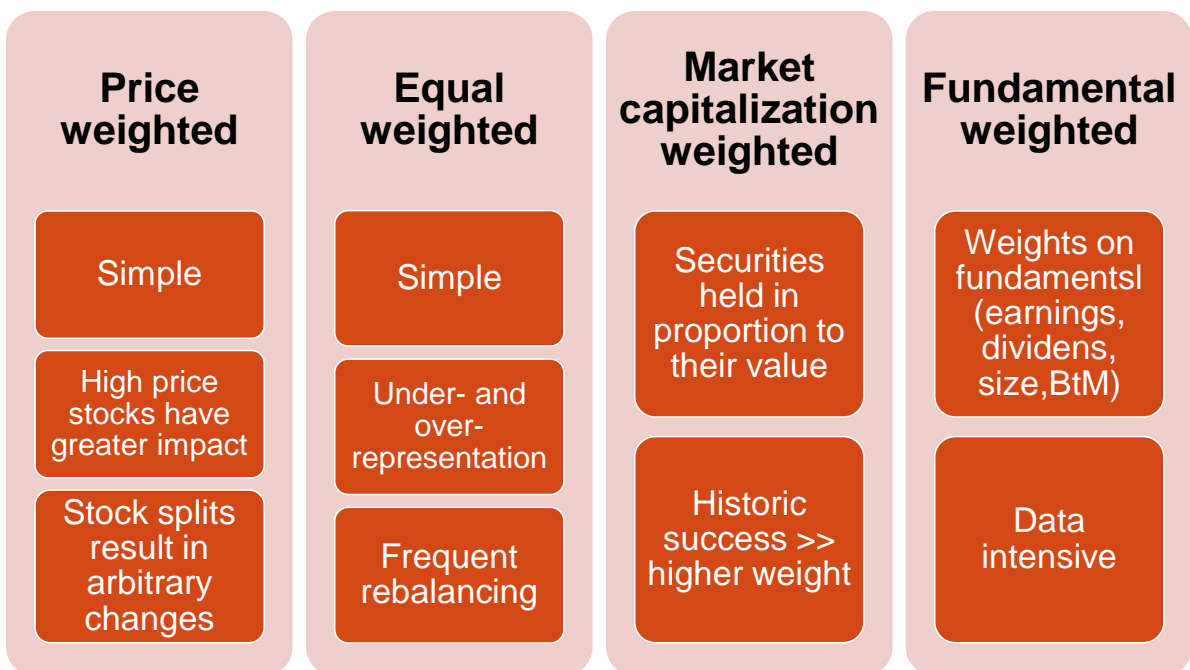 Price
weighted
Simple
High price
stocks have
greater impact
Stock splits
result in
arbitrary
changes
Equal
weighted
Simple
Under- and
over-
representation
Frequent
rebalancing
Market
capitalization
weighted
Securities
held in
proportion to
their value
Historic
success >>
higher weight
Fundamental
weighted
Weights on
fundamentsl
(earnings,
dividens,
size,BtM)
Data
intensive